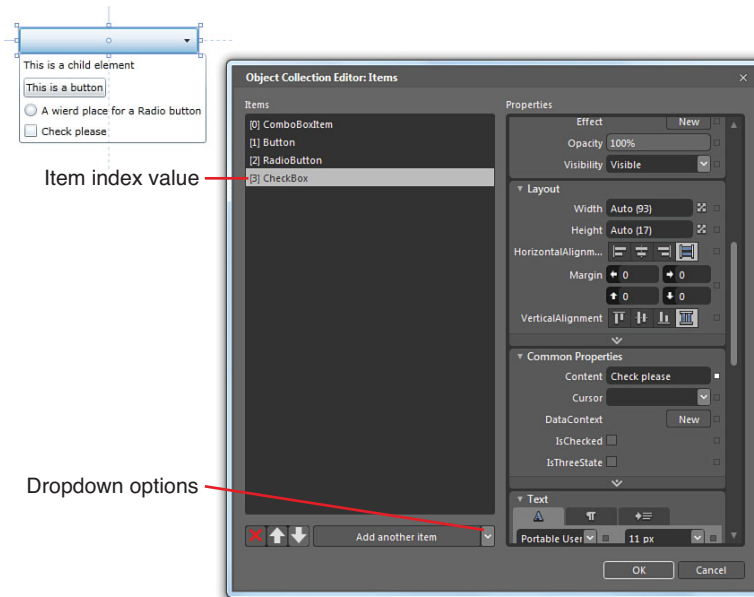 This is a child element
This is a button
A wierd place for a Radio button
Check please
Item index value
Dropdown options
Object Collection Editor: Items
Items
[0] ComboBoxItem
[1] Button
[2] RadioButton
[3] CheckBox
Add another item
Properties
Effect New
Opacity 100%
Visibility Visible
Layout
Width Auto (93)
Height Auto (17)
HorizontalAlignm...
Margin 0 0
0 0
VerticalAlignment
Common Properties
Content Check please
Cursor
DataContext New
IsChecked
IsThreeState
Text
A ¶
Portable User 11 px
OK Cancel